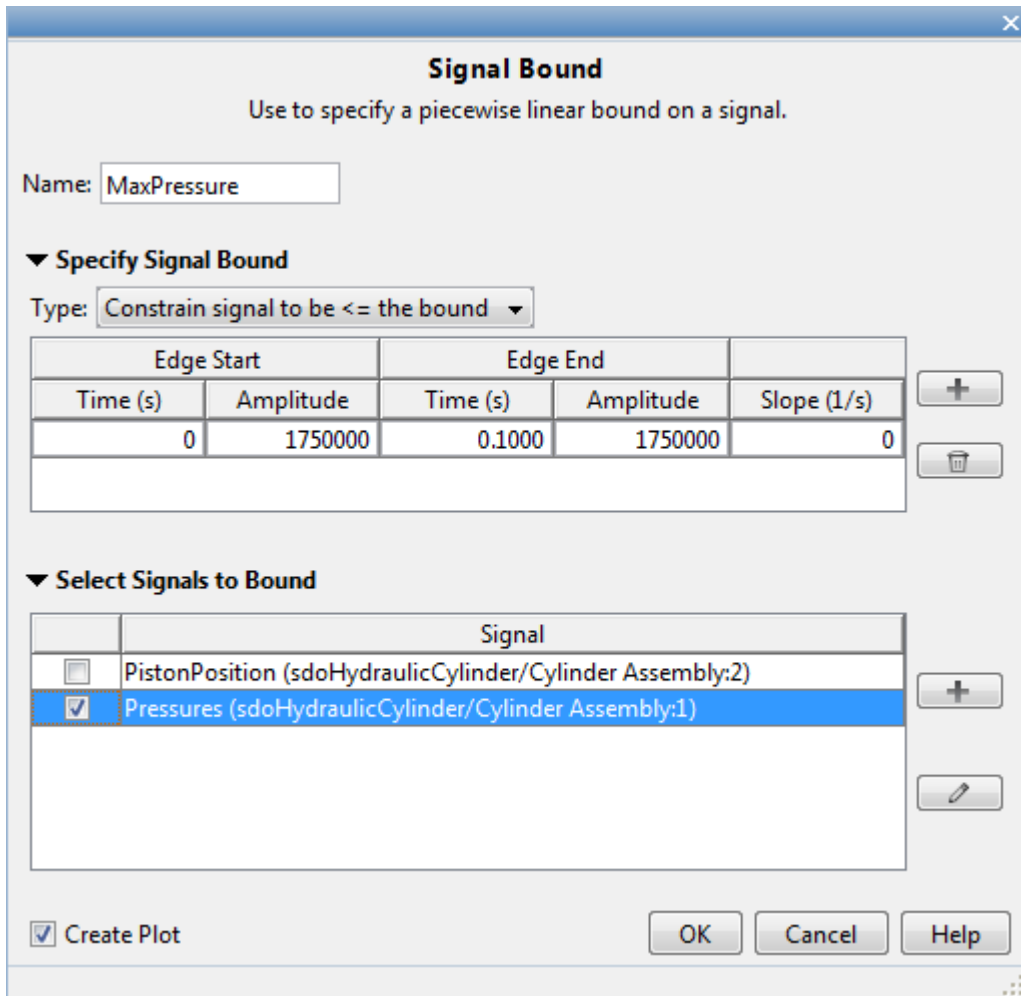 Signal Bound
Use to specify a piecewise linear bound on a signal.
Name: MaxPressure
Specify Signal Bound
Type: Constrain signal to be <= the bound
Edge Start Edge End
Time (s) Amplitude Time (s) Amplitude Slope (1/s)
0 1750000 0.1000 1750000 0
Select Signals to Bound
Signal
PistonPosition (sdoHydraulicCylinder/Cylinder Assembly:2)
Pressures (sdoHydraulicCylinder/Cylinder Assembly:1)
Create Plot OK Cancel Help